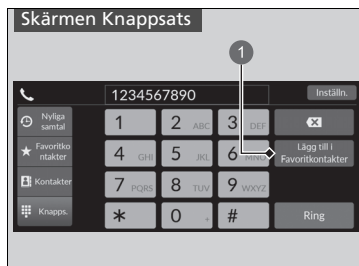 Skärmen Knappsats
1
1234567890
Inställn.
Nyliga
samtal
1
2 ABC
3 DEF
Favoritko
ntakter
4 GHI
5 JKL
6 MNO
Lägg till i
Favoritkontakter
Kontakter
7 PQRS
8 TUV
9 WXYZ
Knapps.
*
0 +
#
Ring